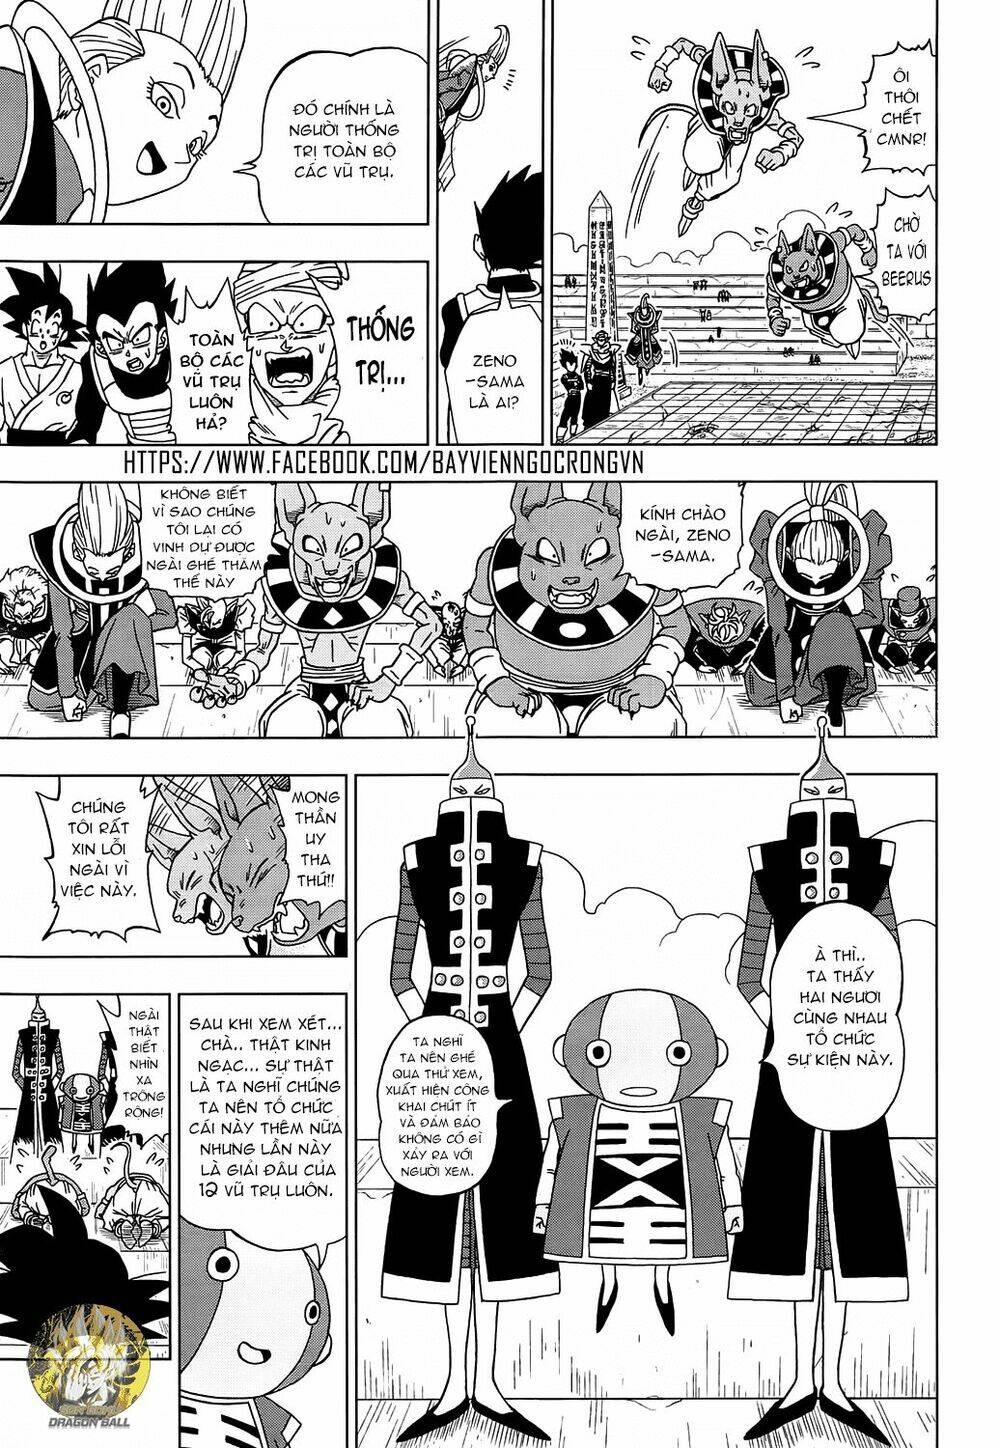 ÔI
THÔI
CHẾT
CMNR!
CHỜ
TA VỚI
BEERUS
ZENO
-SAMA
LÀ AI?
ĐÓ CHÍNH LÀ
NGƯỜI THỐNG
TRỊ TOÀN BỘ
CÁC VŨ TRỤ.
THỐNG
TRỊ...
TOÀN
BỘ CÁC
VŨ TRỤ
LUÔN
HẢ?
HTTPS://WWW.FACEBOOK.COM/BAYVIENNGOCRONGVN
KÍNH CHÀO
NGÀI, ZENO
-SAMA.
KHÔNG BIẾT
VÌ SAO CHÚNG
TÔI LẠI CÓ
VINH DỰ ĐƯỢC
NGÀI GHÉ THĂM
THẾ NÀY
À THÌ..
TA THẤY
HAI NGƯƠI
CÙNG NHAU
TỔ CHỨC
SỰ KIỆN NÀY.
TA NGHĨ
TA NÊN GHÉ
QUA THỬ XEM,
XUẤT HIỆN CÔNG
KHAI CHÚT ÍT
VÀ ĐẢM BẢO
KHÔNG CÓ GÌ
XẢY RA VỚI
NGƯỜI XEM.
MONG
THẦN
UY
THA
THỨ!!
CHÚNG
TÔI RẤT
XIN LỖI
NGÀI VÌ
VIỆC NÀY.
SAU KHI XEM XÉT...
CHÀ.. THẬT KINH
NGẠC... SỰ THẬT
LÀ TA NGHĨ CHÚNG
TA NÊN TỔ CHỨC
CÁI NÀY THÊM NỮA
NHƯNG LẦN NÀY
LÀ GIẢI ĐẤU CỦA
12 VŨ TRỤ LUÔN.
NGÀI
THẬT
BIẾT
NHÌN
XA
TRÔNG
RỘNG!
DRAGON BALL